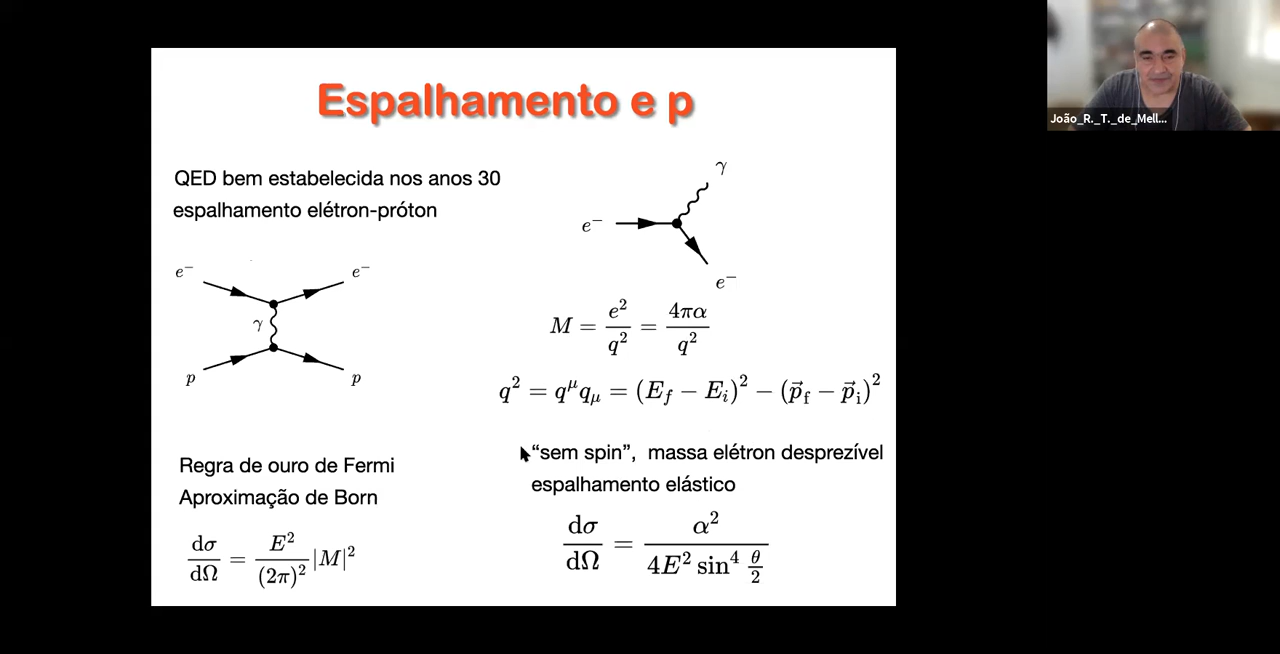 Espalhamento e p
QED bem estabelecida nos anos 30
espalhamento elétron-próton
γ
e⁻
e⁻
e⁻ e⁻
γ
p p
M = e²/q² = 4πα/q²
q² = q^μ q_μ = (E_f − E_i)² − (p⃗_f − p⃗_i)²
Regra de ouro de Fermi
Aproximação de Born
dσ/dΩ = E²/(2π)² |M|²
“sem spin”, massa elétron desprezível
espalhamento elástico
dσ/dΩ = α²/(4E² sin⁴ θ/2)
João_R._T._de_Mell...